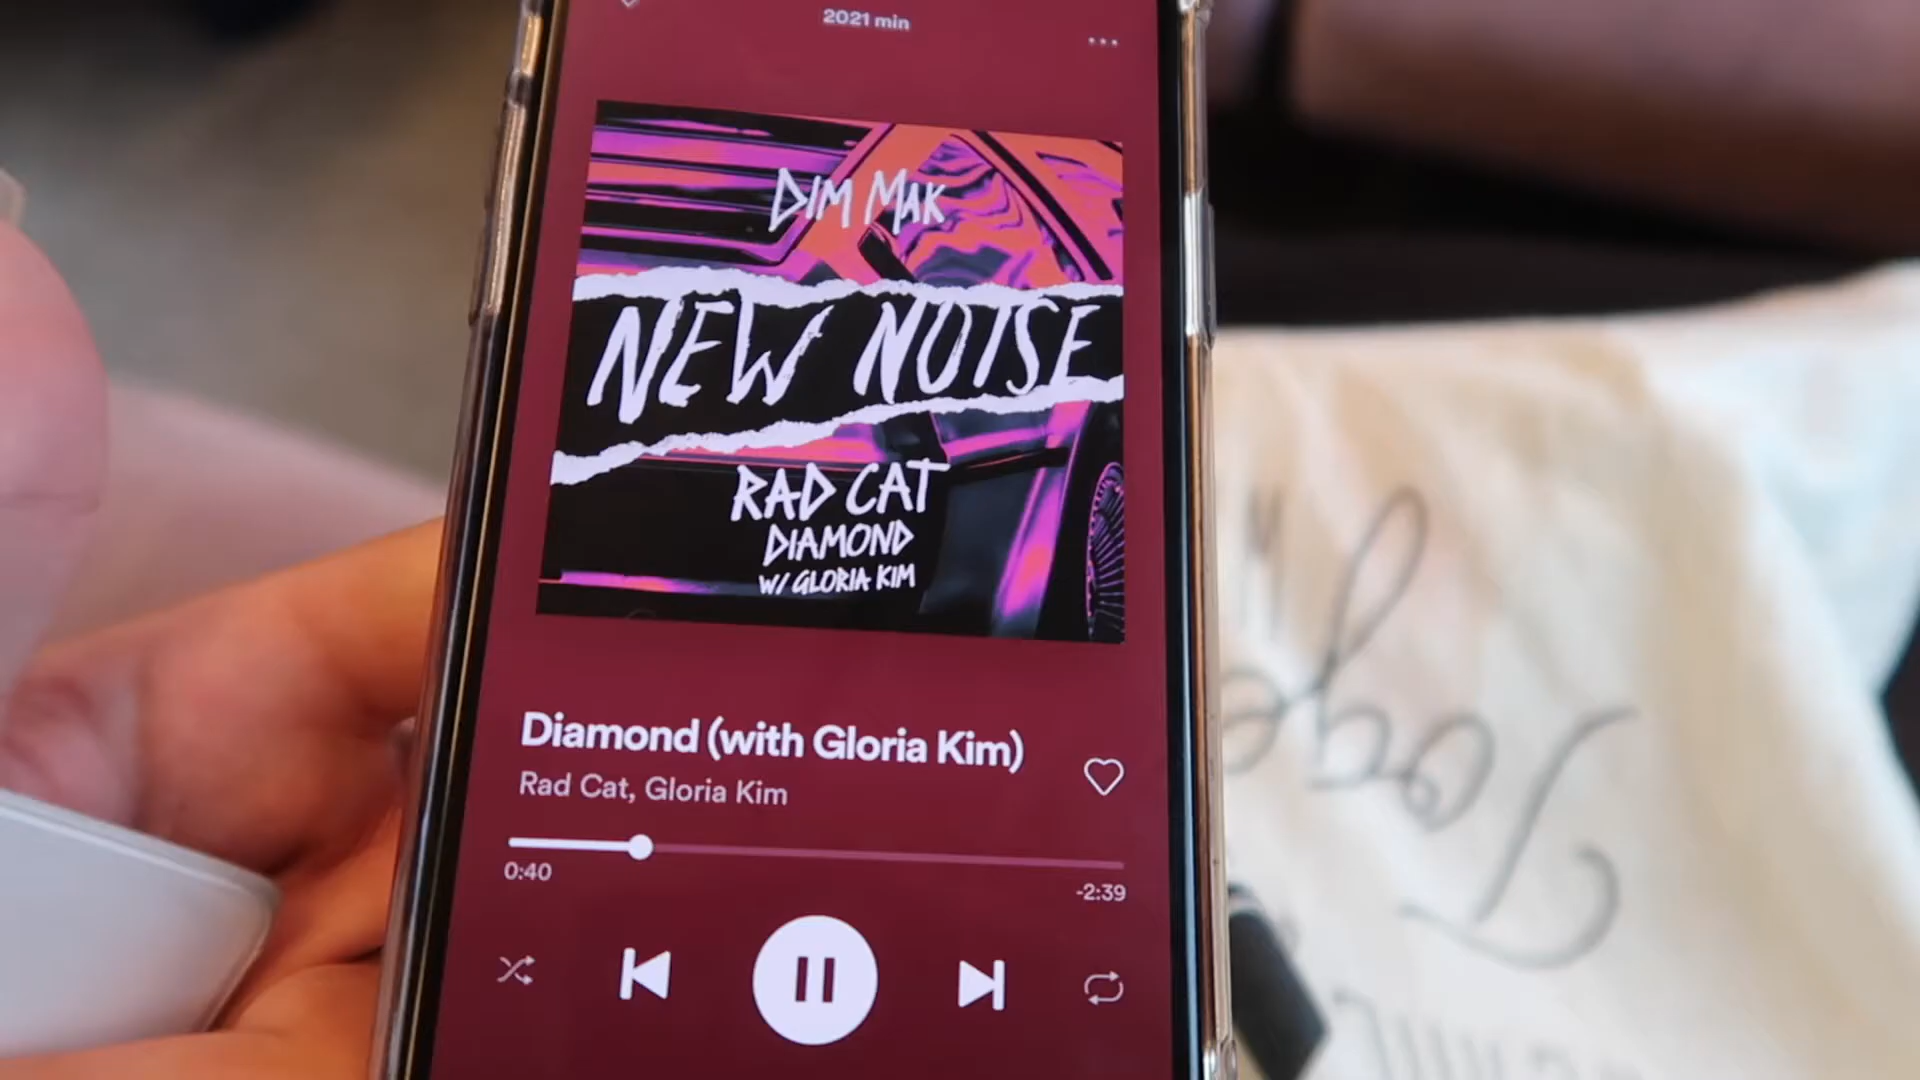 2021 min
DIM MAK
NEW NOISE
RAD CAT
DIAMOND
W/ GLORIA KIM
Diamond (with Gloria Kim)
Rad Cat, Gloria Kim
0:40
-2:39
Toge